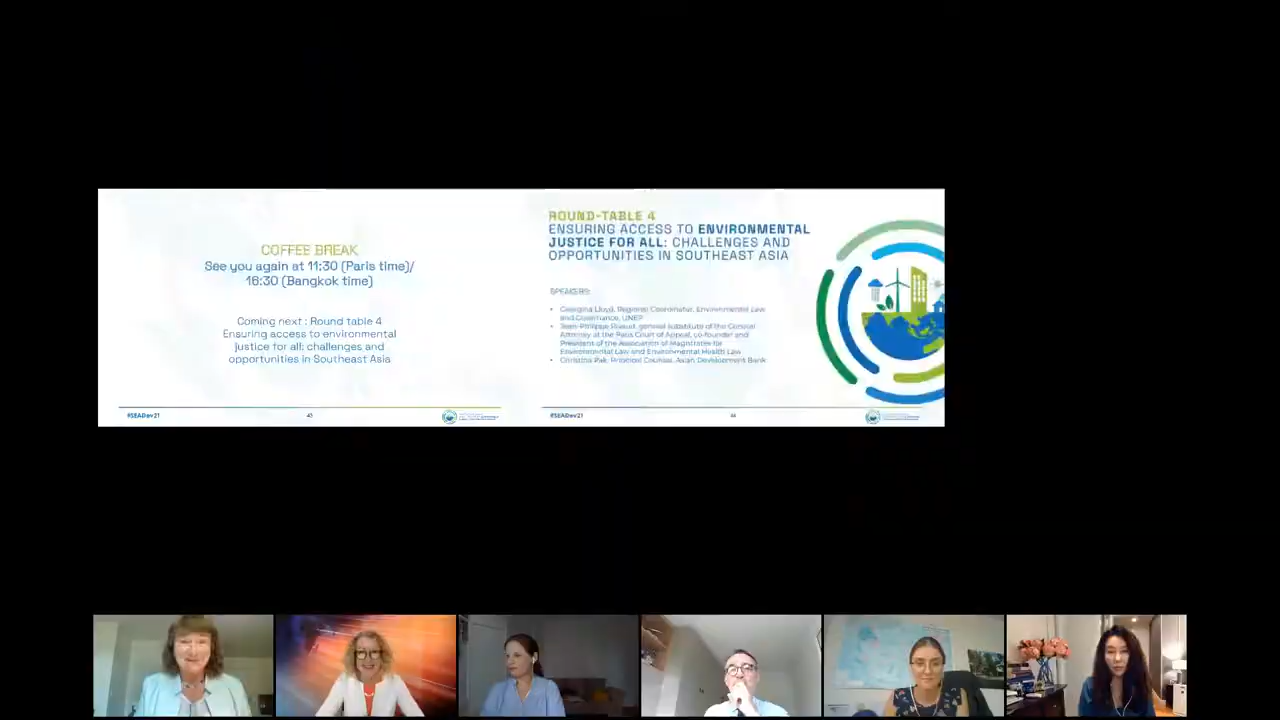 COFFEE BREAK
See you again at 11:30 (Paris time)/
16:30 (Bangkok time)
Coming next : Round table 4
Ensuring access to environmental
justice for all: challenges and
opportunities in Southeast Asia
#SEADev21
43
ROUND-TABLE 4
ENSURING ACCESS TO ENVIRONMENTAL
JUSTICE FOR ALL: CHALLENGES AND
OPPORTUNITIES IN SOUTHEAST ASIA
SPEAKERS:
• Georgina Lloyd, Regional Coordinator, Environmental Law
and Governance, UNEP
• Jean-Philippe Rivaud, general substitute of the General
Attorney at the Paris Court of Appeal, co-founder and
President of the Association of Magistrates for
Environmental Law and Environmental Health Law
• Christina Pak, Principal Counsel, Asian Development Bank
#SEADev21
44